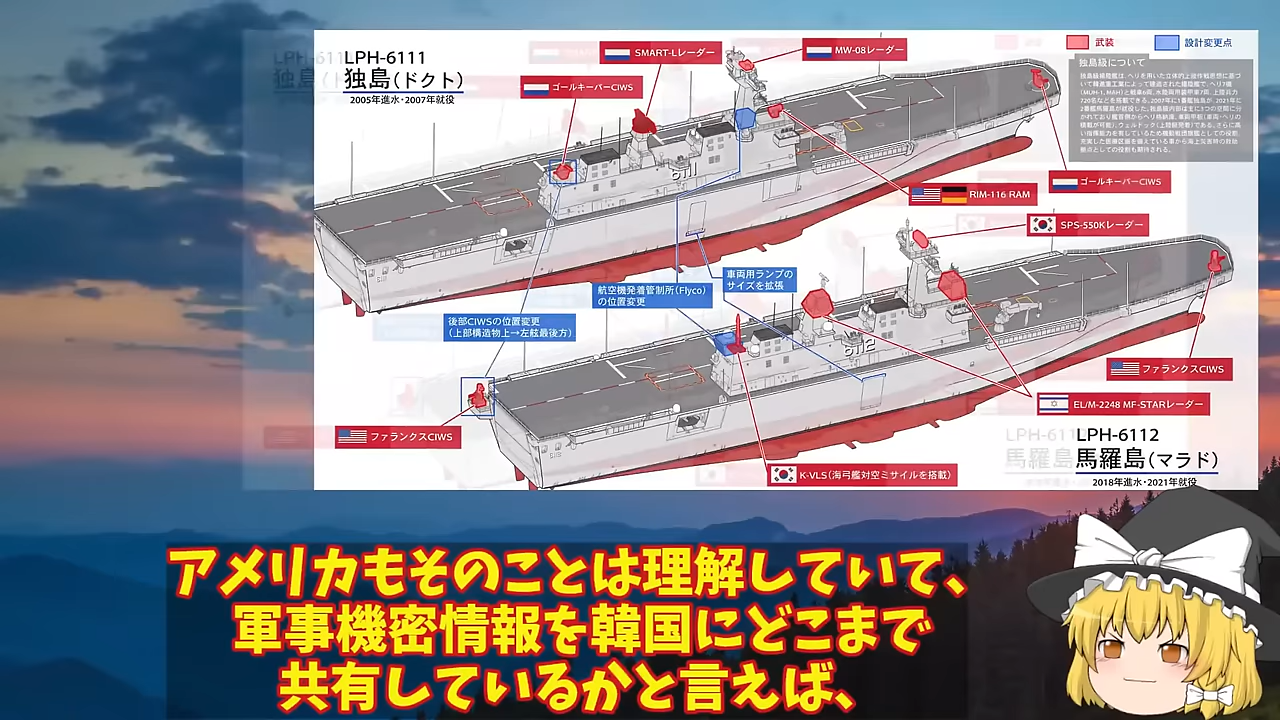 LPH-6111
独島(ドクト)
2005年進水・2007年就役
SMART-Lレーダー
MW-08レーダー
武装
設計変更点
ゴールキーパーCIWS
独島級について
ゴールキーパーCIWS
RIM-116 RAM
SPS-550Kレーダー
車両用ランプの
サイズを拡張
航空機発着管制所(Flyco)
の位置変更
後部CIWSの位置変更
(上部構造物上→左舷最後方)
ファランクスCIWS
EL/M-2248 MF-STARレーダー
ファランクスCIWS
K-VLS(海弓艦対空ミサイルを搭載)
LPH-6112
馬羅島(マラド)
2018年進水・2021年就役
6111
6112
アメリカもそのことは理解していて、
軍事機密情報を韓国にどこまで
共有しているかと言えば、